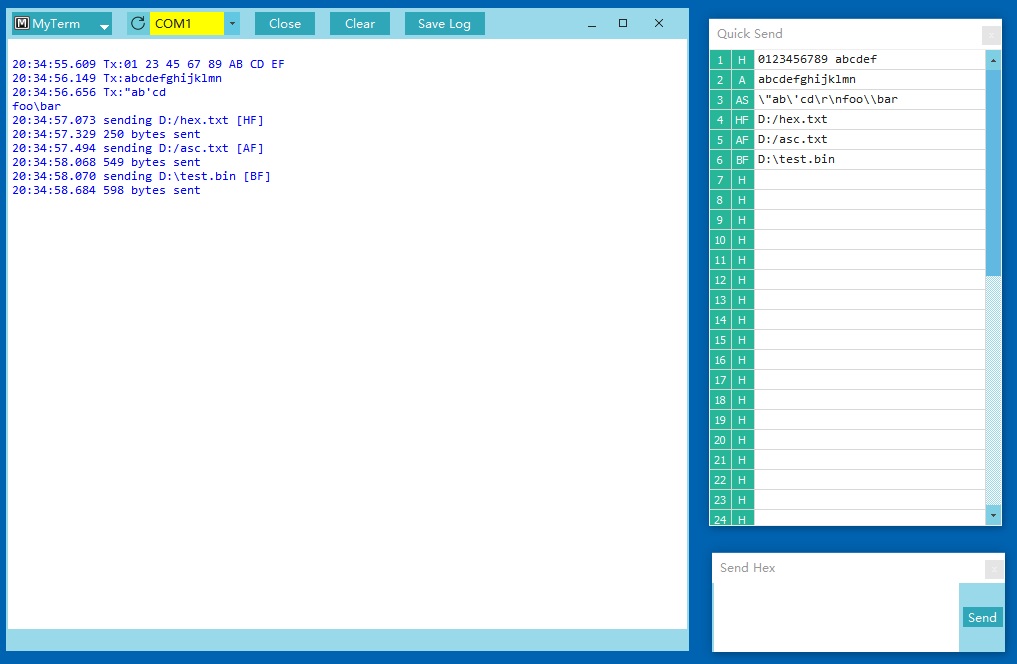 M MyTerm COM1 Close Clear Save Log
20:34:55.609 Tx:01 23 45 67 89 AB CD EF
20:34:56.149 Tx:abcdefghijklmn
20:34:56.656 Tx:"ab'cd
foo\bar
20:34:57.073 sending D:/hex.txt [HF]
20:34:57.329 250 bytes sent
20:34:57.494 sending D:/asc.txt [AF]
20:34:58.068 549 bytes sent
20:34:58.070 sending D:\test.bin [BF]
20:34:58.684 598 bytes sent
Quick Send
1 H 0123456789 abcdef
2 A abcdefghijklmn
3 AS \"ab\'cd\r\nfoo\\bar
4 HF D:/hex.txt
5 AF D:/asc.txt
6 BF D:\test.bin
7 H
8 H
9 H
10 H
11 H
12 H
13 H
14 H
15 H
16 H
17 H
18 H
19 H
20 H
21 H
22 H
23 H
24 H
Send Hex
Send